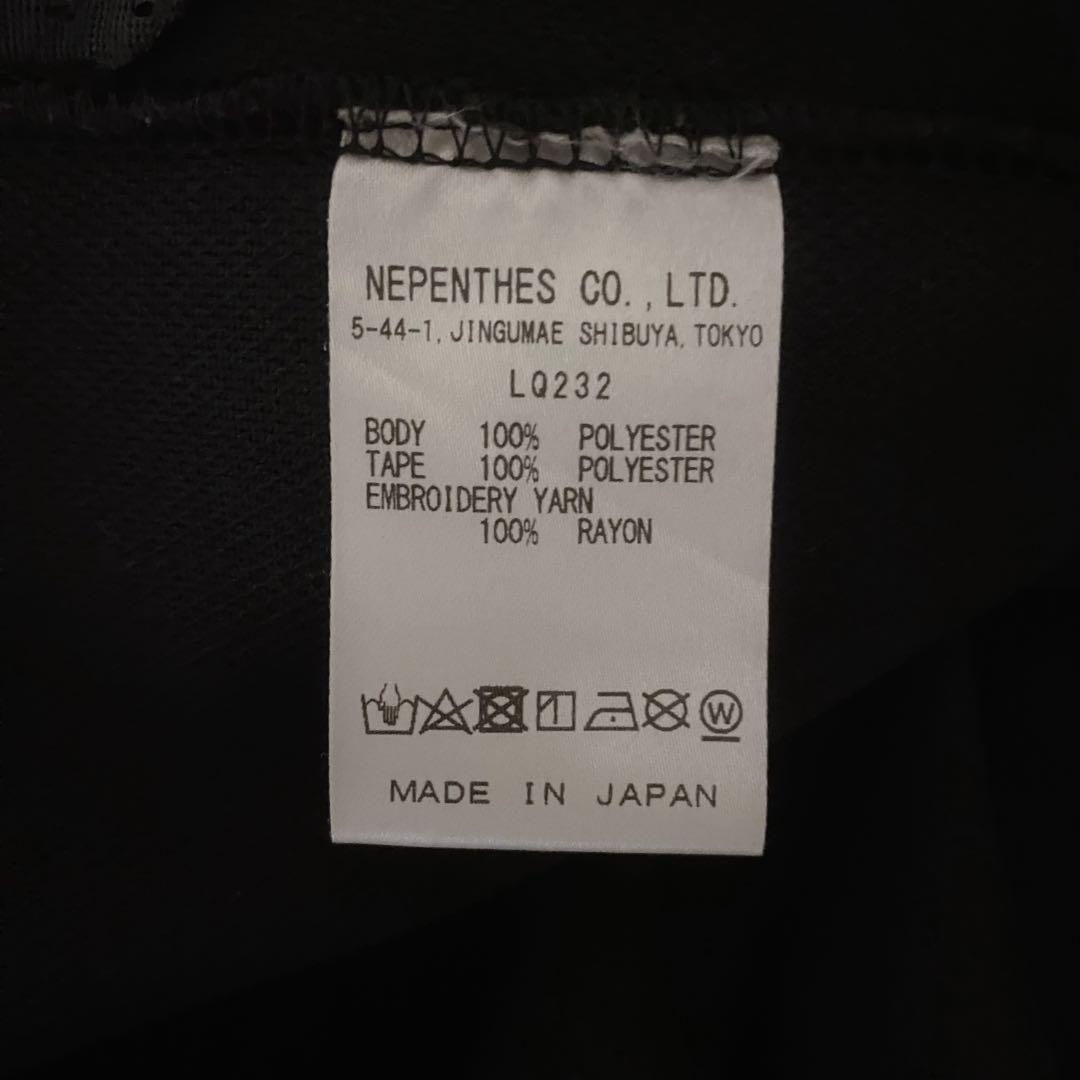 NEPENTHES CO., LTD.
5-44-1, JINGUMAE SHIBUYA, TOKYO
LQ232
BODY 100% POLYESTER
TAPE 100% POLYESTER
EMBROIDERY YARN
100% RAYON
W
MADE IN JAPAN